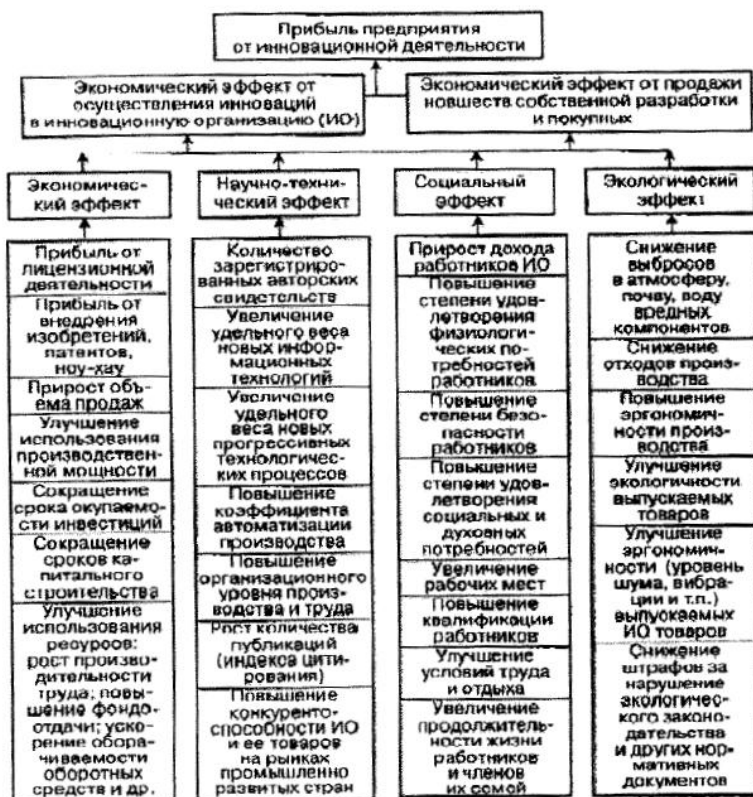 Прибыль предприятия
от инновационной деятельности
Экономический эффект от
осуществления инноваций
в инновационную организацию (ИО)
Экономический эффект от продажи
новшеств собственной разработки
и покупных
Экономичес-
кий эффект
Прибыль от
лицензионной
деятельности
Прибыль от
внедрения
изобретений,
патентов,
ноу-хау
Прирост объ-
ема продаж
Улучшение
использования
производствен-
ной мощности
Сокращение
срока окупаемо-
сти инвестиций
Сокращение
сроков ка-
питального
строительства
Улучшение
использования
ресурсов:
рост произво-
дительности
труда; повы-
шение фондо-
отдачи; уско-
рение обора-
чиваемости
оборотных
средств и др.
Научно-техни-
ческий эффект
Количество
зарегистриро-
ванных авторских
свидетельств
Увеличение
удельного веса
новых инфор-
мационных
технологий
Увеличение
удельного
веса новых
прогрессивных
технологичес-
ких процессов
Повышение
коэффициента
автоматизации
производства
Повышение
организационного
уровня произ-
водства и труда
Рост количества
публикаций
(индекса цити-
рования)
Повышение
конкуренто-
способности ИО
и ее товаров
на рынках
промышленно
развитых стран
Социальный
эффект
Прирост дохода
работников ИО
Повышение
степени удов-
летворения
физиологи-
ческих по-
требностей
работников
Повышение
степени безо-
пасности
работников
Повышение
степени удов-
летворения
социальных и
духовных
потребностей
Увеличение
рабочих мест
Повышение
квалификации
работников
Улучшение
условий труда
и отдыха
Увеличение
продолжитель-
ности жизни
работников
и членов
их семей
Экологический
эффект
Снижение
выбросов
в атмосферу,
почву, воду
вредных
компонентов
Снижение
отходов произ-
водства
Повышение
эргономич-
ности произ-
водства
Улучшение
экологичности
выпускаемых
товаров
Улучшение
эргономич-
ности (уровень
шума, вибра-
ции и т.п.)
выпускаемых
ИО товаров
Снижение
штрафов за
нарушение
экологичес-
кого законо-
дательства
и других нор-
мативных
документов